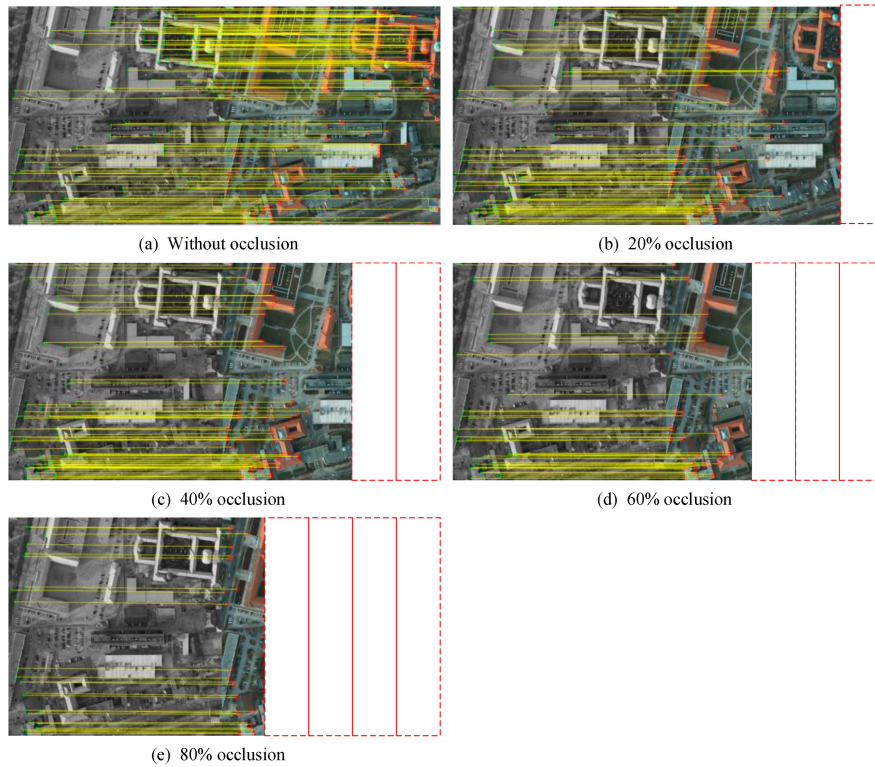 (a) Without occlusion
(b) 20% occlusion
(c) 40% occlusion
(d) 60% occlusion
(e) 80% occlusion